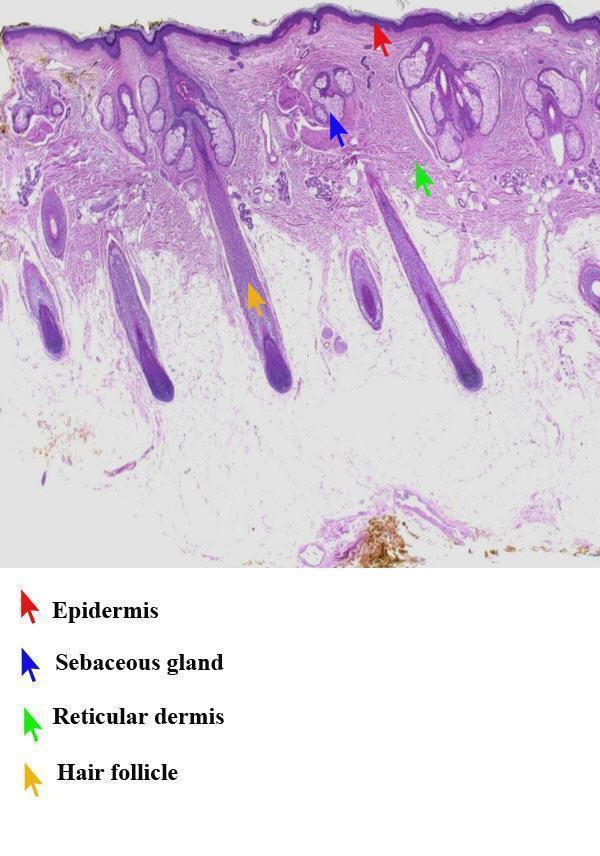 Epidermis
Sebaceous gland
Reticular dermis
Hair follicle